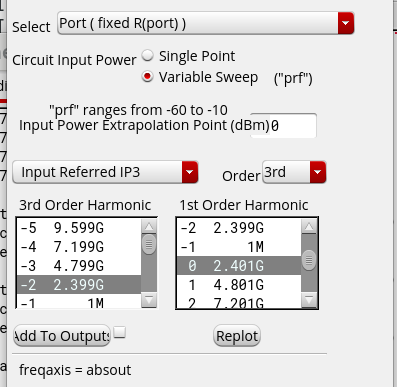 Select Port ( fixed R(port) )
Circuit Input Power Single Point
Variable Sweep ("prf")
"prf" ranges from -60 to -10
Input Power Extrapolation Point (dBm) 0
Input Referred IP3 Order 3rd
3rd Order Harmonic 1st Order Harmonic
-5 9.599G -2 2.399G
-4 7.199G -1 1M
-3 4.799G 0 2.401G
-2 2.399G 1 4.801G
-1 1M 2 7.201G
Add To Outputs Replot
freqaxis = absout